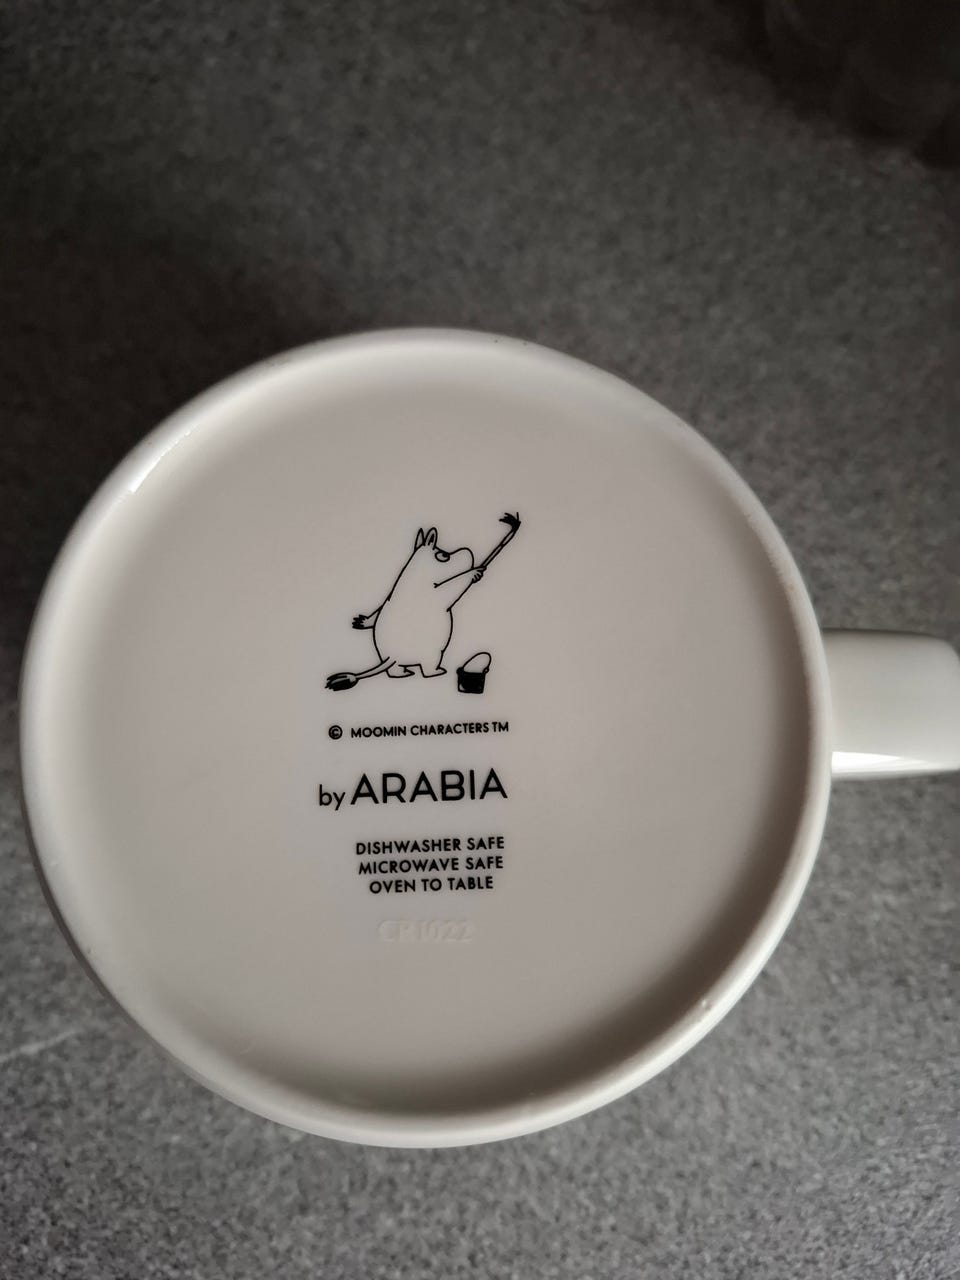 © MOOMIN CHARACTERS TM
by ARABIA
DISHWASHER SAFE
MICROWAVE SAFE
OVEN TO TABLE